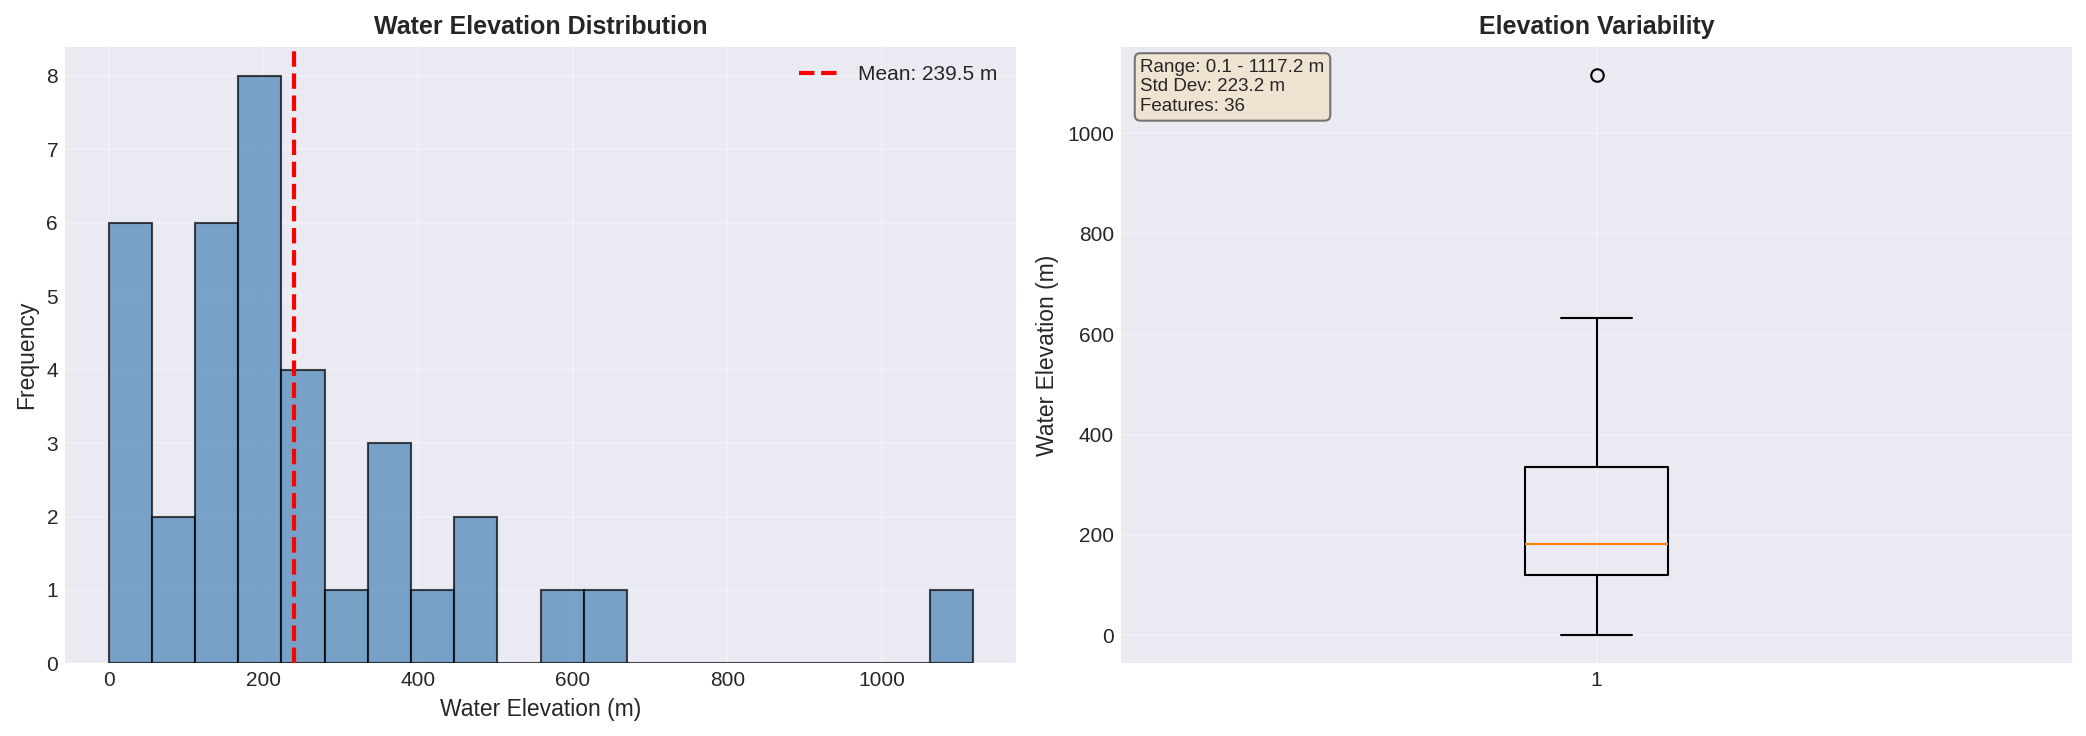 Water Elevation Distribution
Mean: 239.5 m
Frequency
8
7
6
5
4
3
2
1
0
0 200 400 600 800 1000
Water Elevation (m)
Elevation Variability
Range: 0.1 - 1117.2 m
Std Dev: 223.2 m
Features: 36
Water Elevation (m)
1000
800
600
400
200
0
1